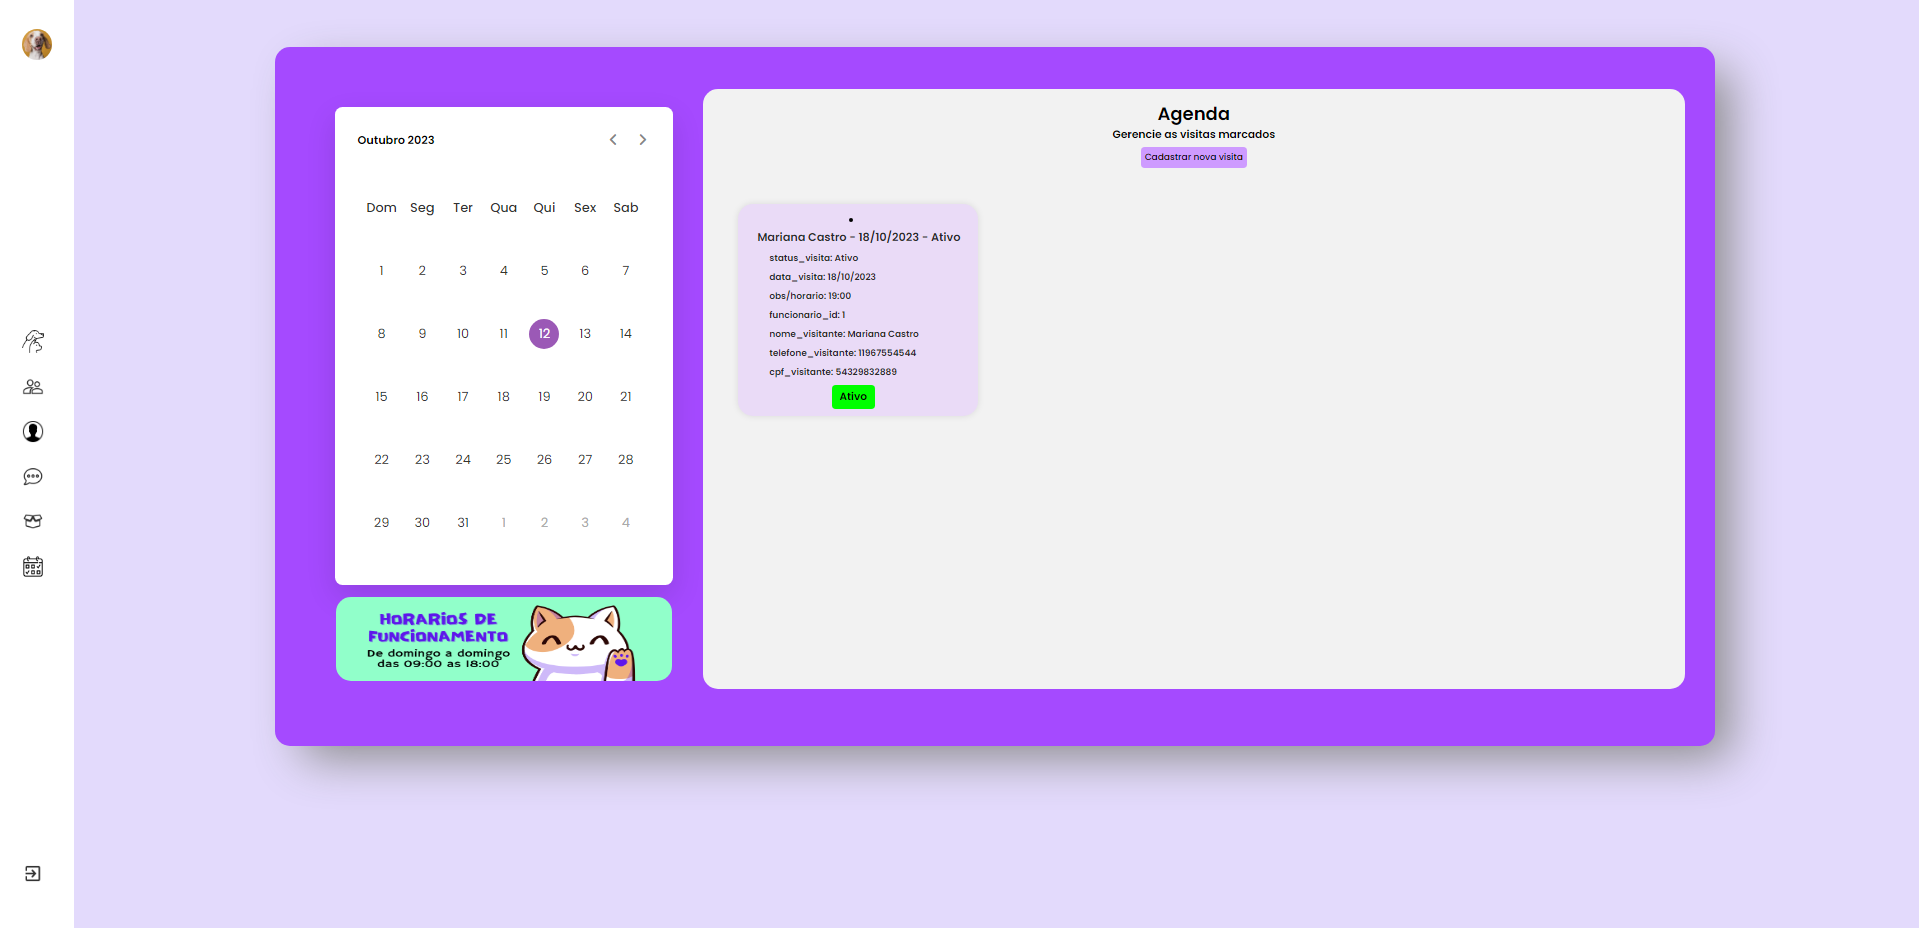 Outubro 2023
Dom Seg Ter Qua Qui Sex Sab
1 2 3 4 5 6 7
8 9 10 11 12 13 14
15 16 17 18 19 20 21
22 23 24 25 26 27 28
29 30 31 1 2 3 4
HORARIOS DE
FUNCIONAMENTO
De domingo a domingo
das 09:00 as 18:00
Agenda
Gerencie as visitas marcados
Cadastrar nova visita
Mariana Castro - 18/10/2023 - Ativo
status_visita: Ativo
data_visita: 18/10/2023
obs/horario: 19:00
funcionario_id: 1
nome_visitante: Mariana Castro
telefone_visitante: 11967554544
cpf_visitante: 54329832889
Ativo